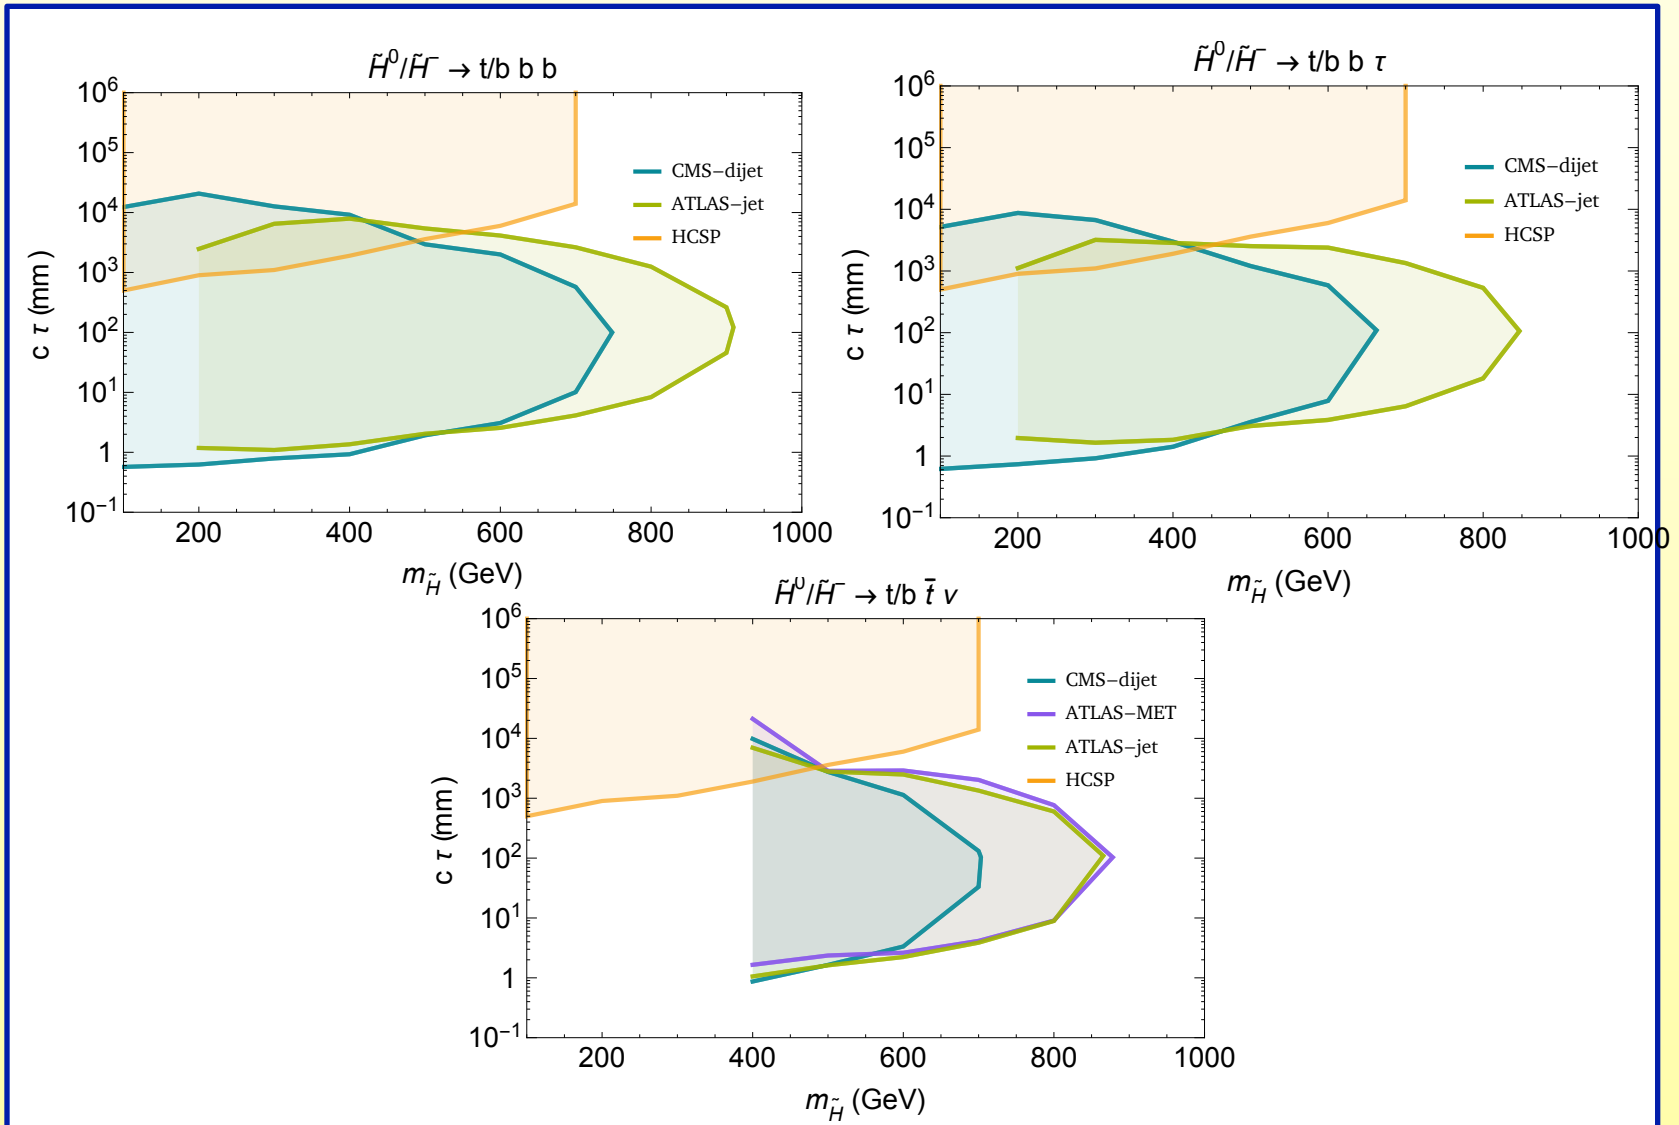 H̃⁰/H̃⁻ → t/b b b
10⁶
10⁵
10⁴
10³
10²
10¹
1
10⁻¹
c τ (mm)
CMS–dijet
ATLAS–jet
HCSP
200 400 600 800 1000
m_H̃ (GeV)
H̃⁰/H̃⁻ → t/b b τ
10⁶
10⁵
10⁴
10³
10²
10¹
1
10⁻¹
c τ (mm)
CMS–dijet
ATLAS–jet
HCSP
200 400 600 800 1000
m_H̃ (GeV)
H̃⁰/H̃⁻ → t/b t̄ ν
10⁶
10⁵
10⁴
10³
10²
10¹
1
10⁻¹
c τ (mm)
CMS–dijet
ATLAS–MET
ATLAS–jet
HCSP
200 400 600 800 1000
m_H̃ (GeV)